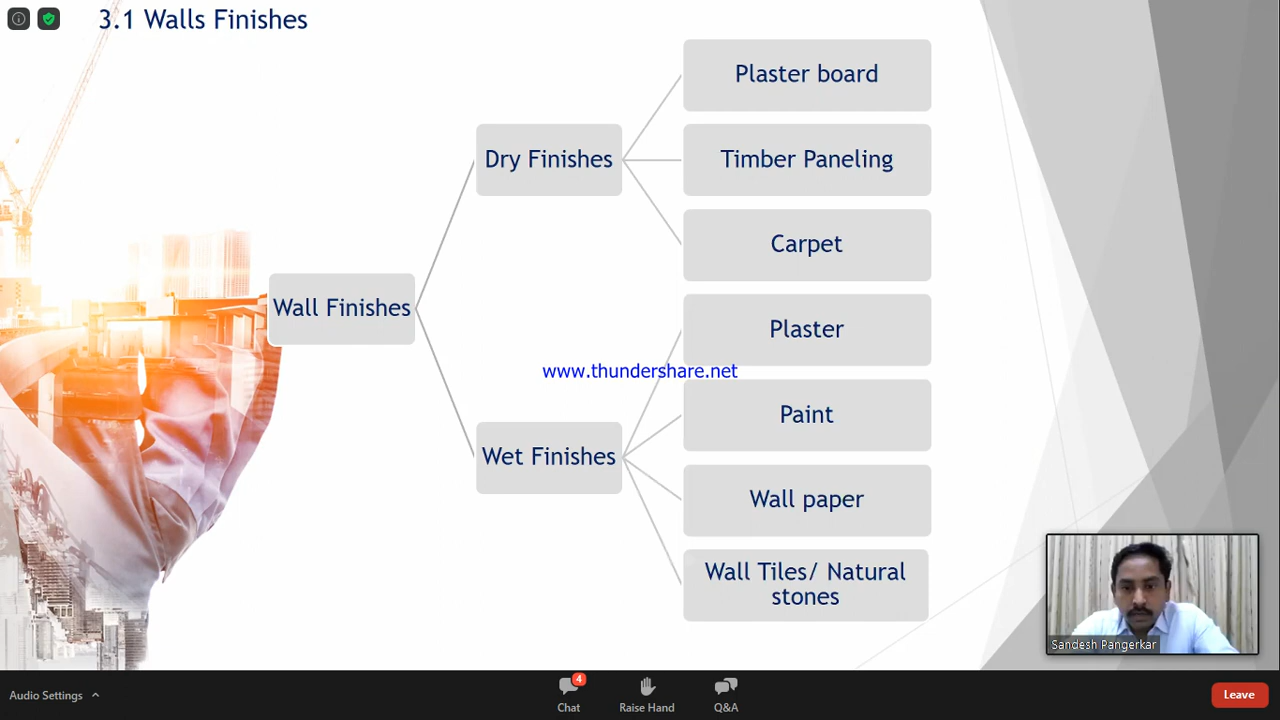 3.1 Walls Finishes
Plaster board
Dry Finishes
Timber Paneling
Carpet
Wall Finishes
Plaster
www.thundershare.net
Paint
Wet Finishes
Wall paper
Wall Tiles/ Natural
stones
Sandesh Pangerkar
Audio Settings
4
Chat
Raise Hand
Q&A
Leave